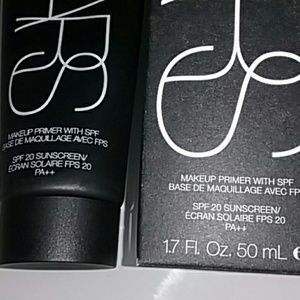 NARS
MAKEUP PRIMER WITH SPF
BASE DE MAQUILLAGE AVEC FPS
SPF 20 SUNSCREEN/
ÉCRAN SOLAIRE FPS 20
PA++
MAKEUP PRIMER WITH SPF
BASE DE MAQUILLAGE AVEC FPS
SPF 20 SUNSCREEN/
ÉCRAN SOLAIRE FPS 20
PA++
1.7 Fl. Oz. 50 mL e